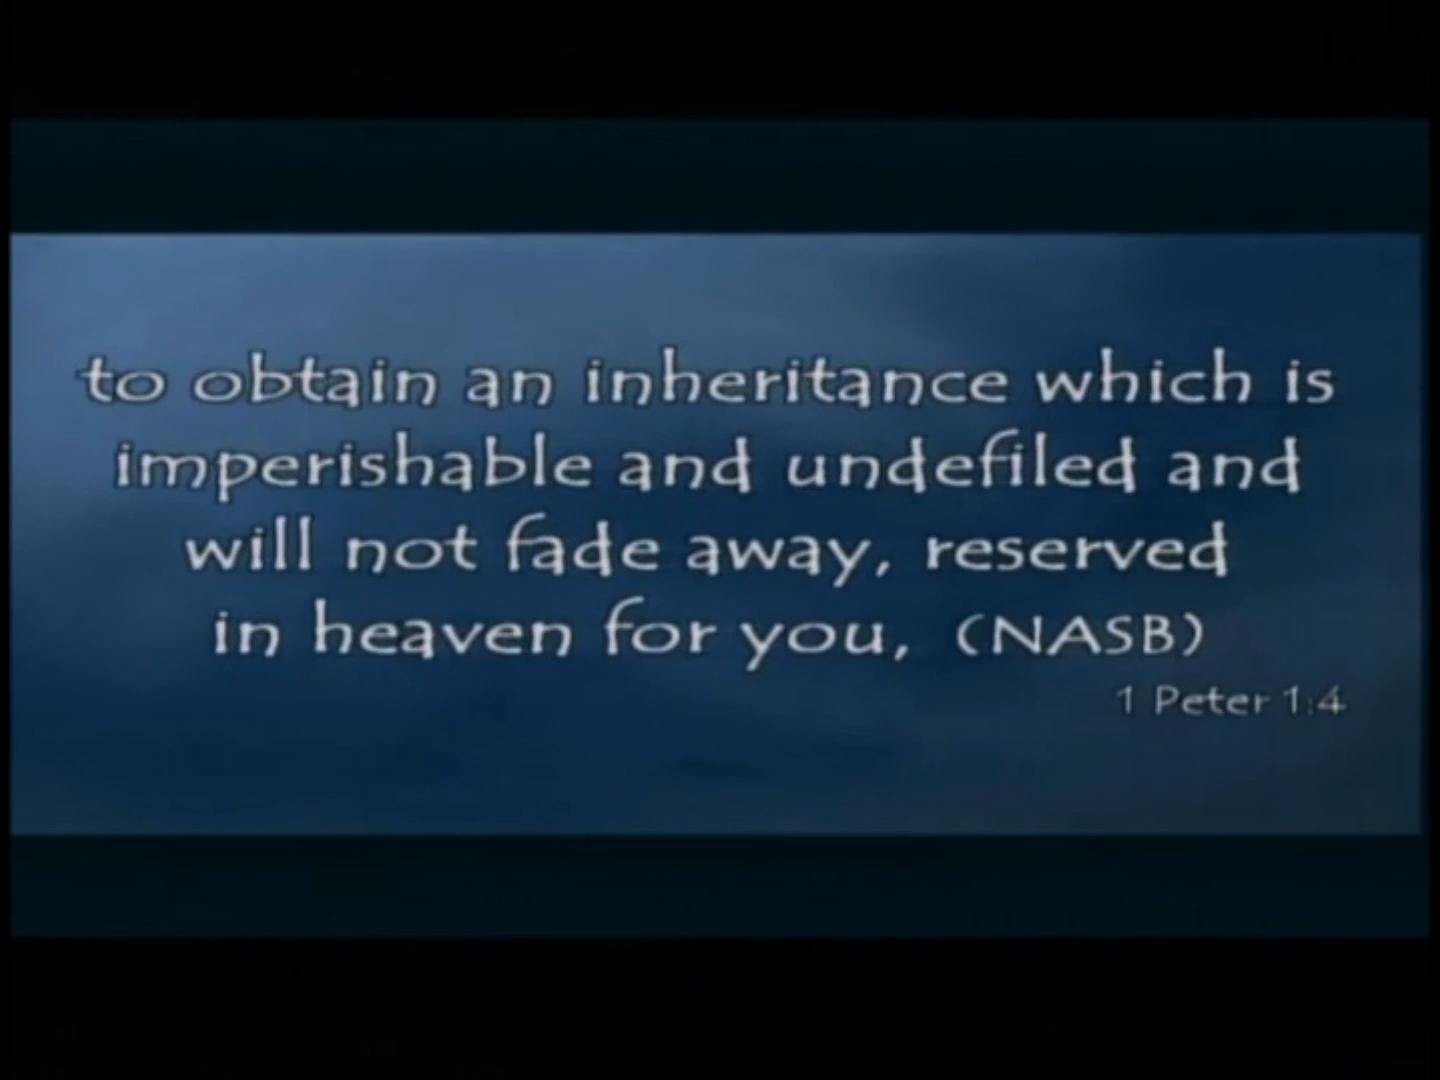 to obtain an inheritance which is
imperishable and undefiled and
will not fade away, reserved
in heaven for you, (NASB)
1 Peter 1:4